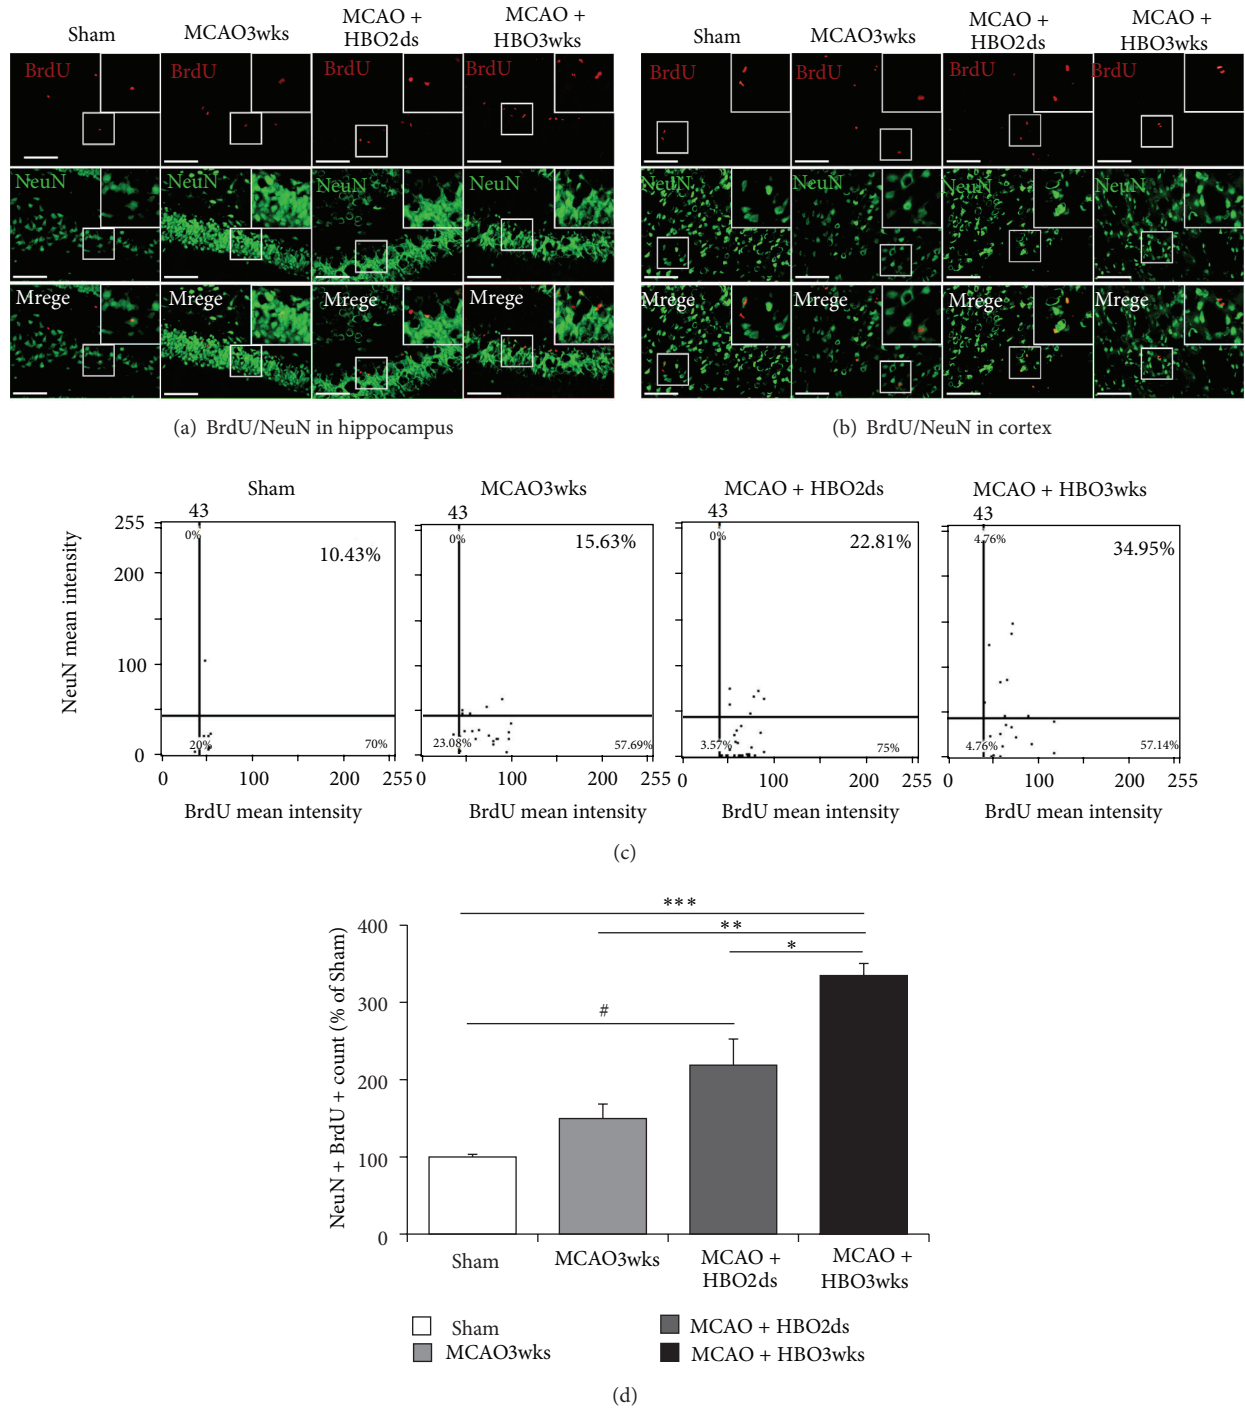 Sham MCAO3wks MCAO + HBO2ds MCAO + HBO3wks
Sham MCAO3wks MCAO + HBO2ds MCAO + HBO3wks
BrdU BrdU BrdU BrdU
BrdU BrdU BrdU BrdU
NeuN NeuN NeuN NeuN
NeuN NeuN NeuN NeuN
Mrege Mrege Mrege Mrege
Mrege Mrege Mrege Mrege
(a) BrdU/NeuN in hippocampus
(b) BrdU/NeuN in cortex
Sham
43
NeuN mean intensity
255
200
100
0
0%
10.43%
20%
70%
0 100 200 255
BrdU mean intensity
MCAO3wks
43
0%
15.63%
23.08%
57.69%
0 100 200 255
BrdU mean intensity
MCAO + HBO2ds
43
0%
22.81%
3.57%
75%
0 100 200 255
BrdU mean intensity
MCAO + HBO3wks
43
4.76%
34.95%
4.76%
57.14%
0 100 200 255
BrdU mean intensity
(c)
NeuN + BrdU + count (% of Sham)
400
300
200
100
0
***
**
*
#
Sham
MCAO3wks
MCAO +
HBO2ds
MCAO +
HBO3wks
Sham
MCAO3wks
MCAO + HBO2ds
MCAO + HBO3wks
(d)